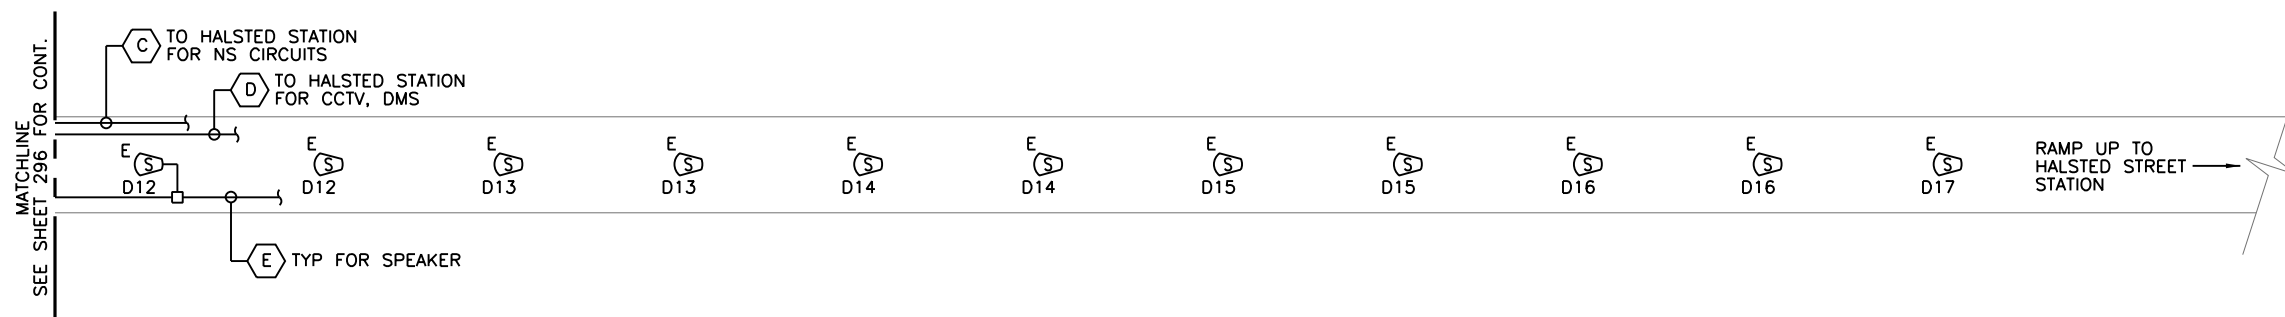 C
TO HALSTED STATION
FOR NS CIRCUITS
D
TO HALSTED STATION
FOR CCTV, DMS
MATCHLINE
SEE SHEET 296 FOR CONT.
E
S
D12
E
S
D12
E
S
D13
E
S
D13
E
S
D14
E
S
D14
E
S
D15
E
S
D15
E
S
D16
E
S
D16
E
S
D17
RAMP UP TO
HALSTED STREET
STATION
E
TYP FOR SPEAKER